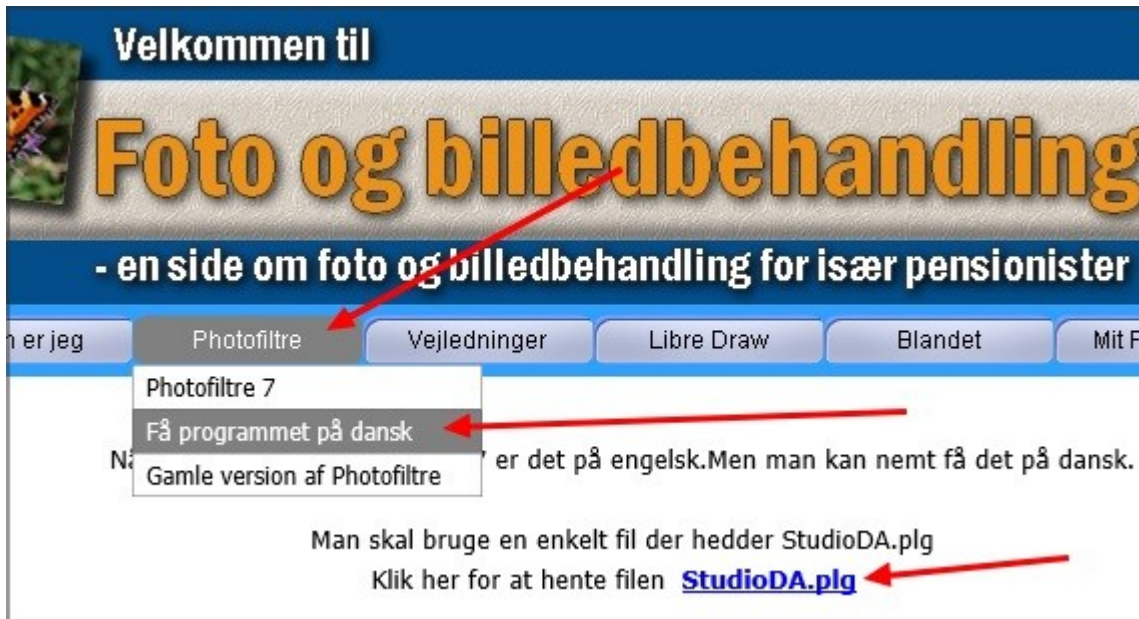 Velkommen til
Foto og billedbehandling
- en side om foto og billedbehandling for især pensionister
er jeg Photofiltre Vejledninger Libre Draw Blandet Mit
Photofiltre 7
Få programmet på dansk
er det på engelsk.Men man kan nemt få det på dansk.
Gamle version af Photofiltre
Man skal bruge en enkelt fil der hedder StudioDA.plg
Klik her for at hente filen StudioDA.plg